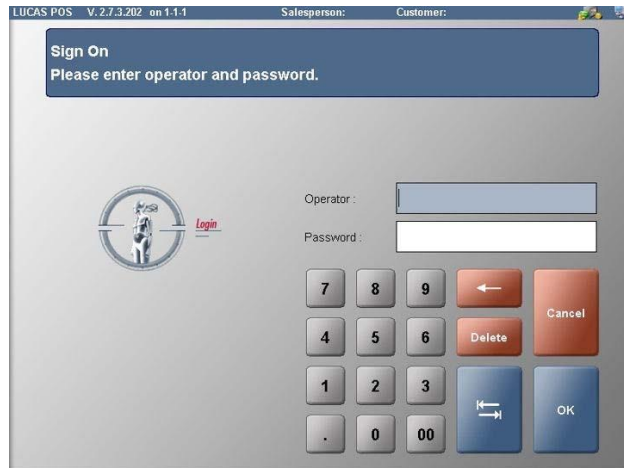 LUCAS POS V. 2.7.3.202 on 1-1-1 Salesperson: Customer:
Sign On
Please enter operator and password.
Operator :
Login
Password :
7 8 9
Cancel
4 5 6 Delete
1 2 3
OK
. 0 00